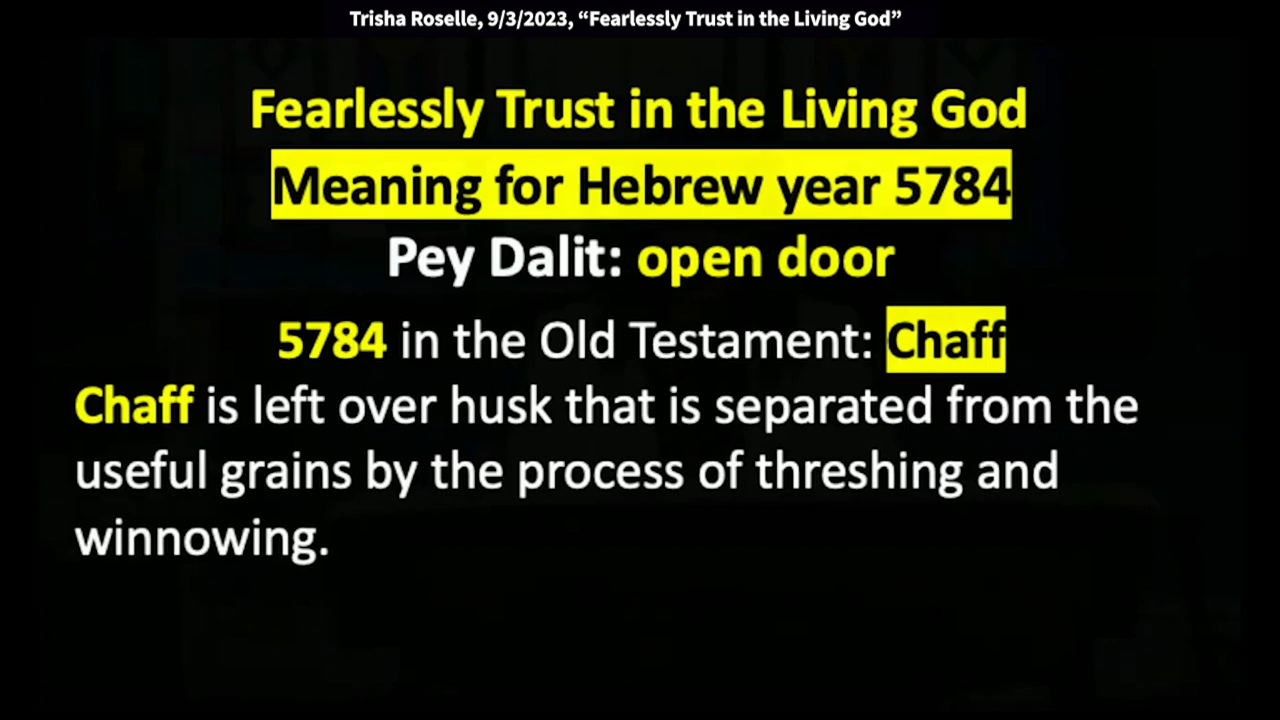 Trisha Roselle, 9/3/2023, “Fearlessly Trust in the Living God”
Fearlessly Trust in the Living God
Meaning for Hebrew year 5784
Pey Dalit: open door
5784 in the Old Testament: Chaff
Chaff is left over husk that is separated from the
useful grains by the process of threshing and
winnowing.